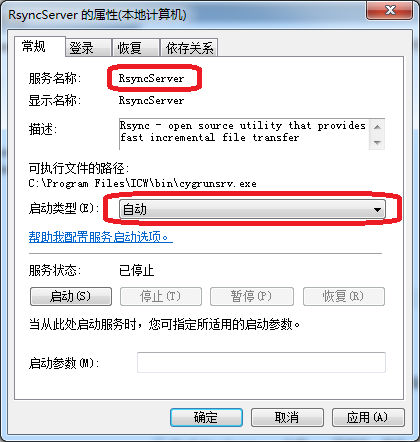 RsyncServer 的属性(本地计算机)
常规 登录 恢复 依存关系
服务名称: RsyncServer
显示名称: RsyncServer
描述: Rsync - open source utility that provides
fast incremental file transfer
可执行文件的路径:
C:\Program Files\ICW\bin\cygrunsrv.exe
启动类型(E): 自动
帮助我配置服务启动选项。
服务状态: 已停止
启动(S) 停止(T) 暂停(P) 恢复(R)
当从此处启动服务时，您可指定所适用的启动参数。
启动参数(M):
确定 取消 应用(A)